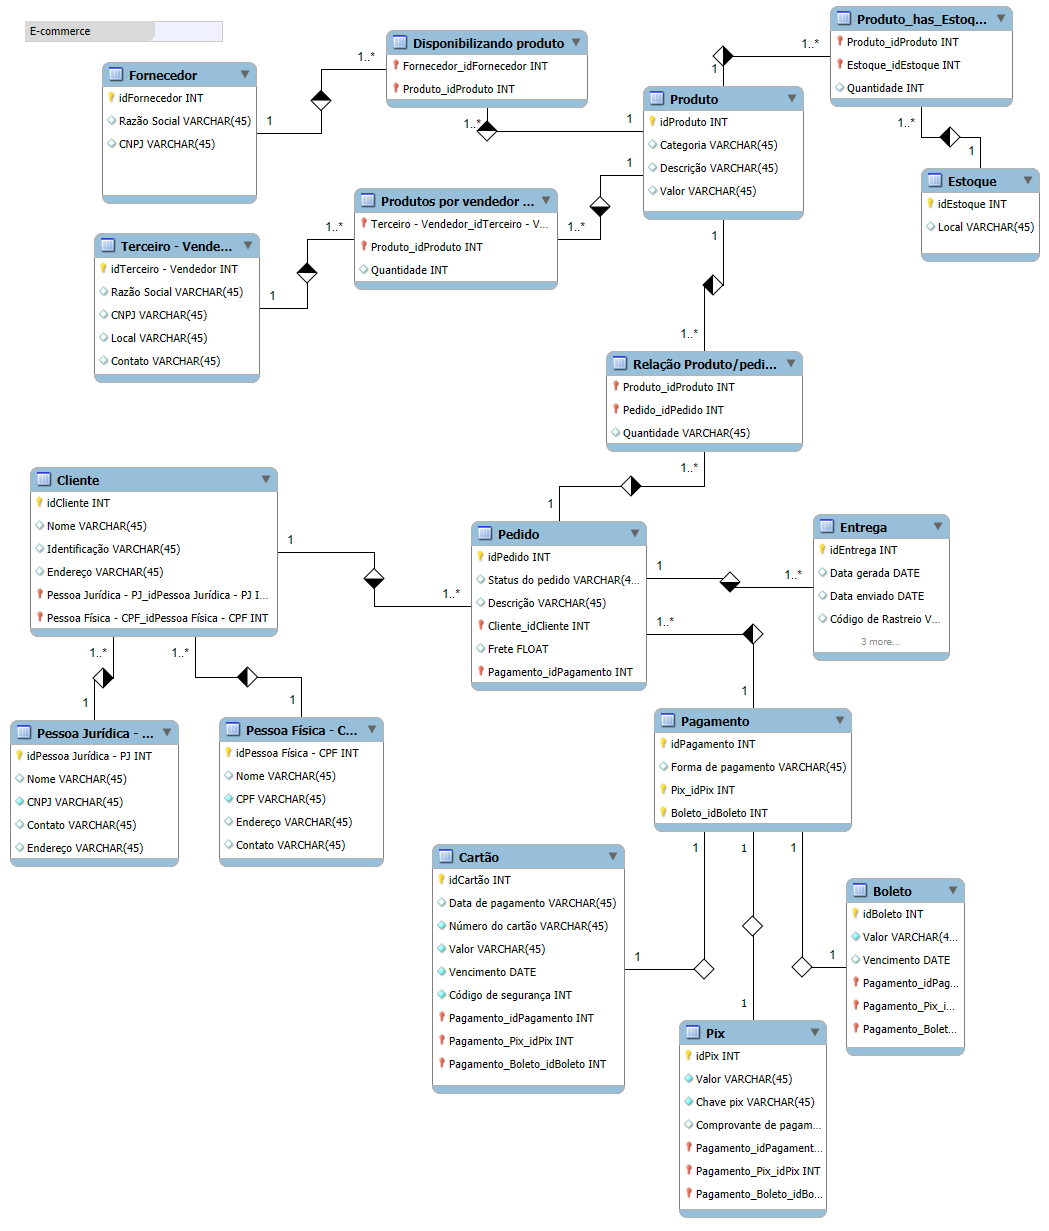 E-commerce
Fornecedor
idFornecedor INT
Razão Social VARCHAR(45)
CNPJ VARCHAR(45)
1
1..*
Disponibilizando produto
Fornecedor_idFornecedor INT
Produto_idProduto INT
1..*
1
Produto
idProduto INT
Categoria VARCHAR(45)
Descrição VARCHAR(45)
Valor VARCHAR(45)
1
1..*
Produto_has_Estoq...
Produto_idProduto INT
Estoque_idEstoque INT
Quantidade INT
1..*
1
Estoque
idEstoque INT
Local VARCHAR(45)
Terceiro - Vende...
idTerceiro - Vendedor INT
Razão Social VARCHAR(45)
CNPJ VARCHAR(45)
Local VARCHAR(45)
Contato VARCHAR(45)
1
1..*
Produtos por vendedor ...
Terceiro - Vendedor_idTerceiro - V...
Produto_idProduto INT
Quantidade INT
1..*
1
1
1..*
Relação Produto/pedi...
Produto_idProduto INT
Pedido_idPedido INT
Quantidade VARCHAR(45)
1..*
1
Cliente
idCliente INT
Nome VARCHAR(45)
Identificação VARCHAR(45)
Endereço VARCHAR(45)
Pessoa Jurídica - PJ_idPessoa Jurídica - PJ I...
Pessoa Física - CPF_idPessoa Física - CPF INT
1
1..*
Pedido
idPedido INT
Status do pedido VARCHAR(4...
Descrição VARCHAR(45)
Cliente_idCliente INT
Frete FLOAT
Pagamento_idPagamento INT
1
1..*
Entrega
idEntrega INT
Data gerada DATE
Data enviado DATE
Código de Rastreio V...
3 more...
1..*
1
1..*
1
1..*
1
Pessoa Jurídica - ...
idPessoa Jurídica - PJ INT
Nome VARCHAR(45)
CNPJ VARCHAR(45)
Contato VARCHAR(45)
Endereço VARCHAR(45)
Pessoa Física - C...
idPessoa Física - CPF INT
Nome VARCHAR(45)
CPF VARCHAR(45)
Endereço VARCHAR(45)
Contato VARCHAR(45)
Pagamento
idPagamento INT
Forma de pagamento VARCHAR(45)
Pix_idPix INT
Boleto_idBoleto INT
1
1
1
Cartão
idCartão INT
Data de pagamento VARCHAR(45)
Número do cartão VARCHAR(45)
Valor VARCHAR(45)
Vencimento DATE
Código de segurança INT
Pagamento_idPagamento INT
Pagamento_Pix_idPix INT
Pagamento_Boleto_idBoleto INT
1
1
1
Boleto
idBoleto INT
Valor VARCHAR(4...
Vencimento DATE
Pagamento_idPag...
Pagamento_Pix_i...
Pagamento_Bolet...
Pix
idPix INT
Valor VARCHAR(45)
Chave pix VARCHAR(45)
Comprovante de pagam...
Pagamento_idPagament...
Pagamento_Pix_idPix INT
Pagamento_Boleto_idBo...